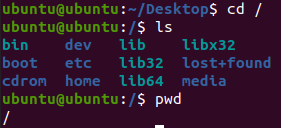 ubuntu@ubuntu:~/Desktop$ cd /
ubuntu@ubuntu:/$ ls
bin dev lib libx32
boot etc lib32 lost+found
cdrom home lib64 media
ubuntu@ubuntu:/$ pwd
/